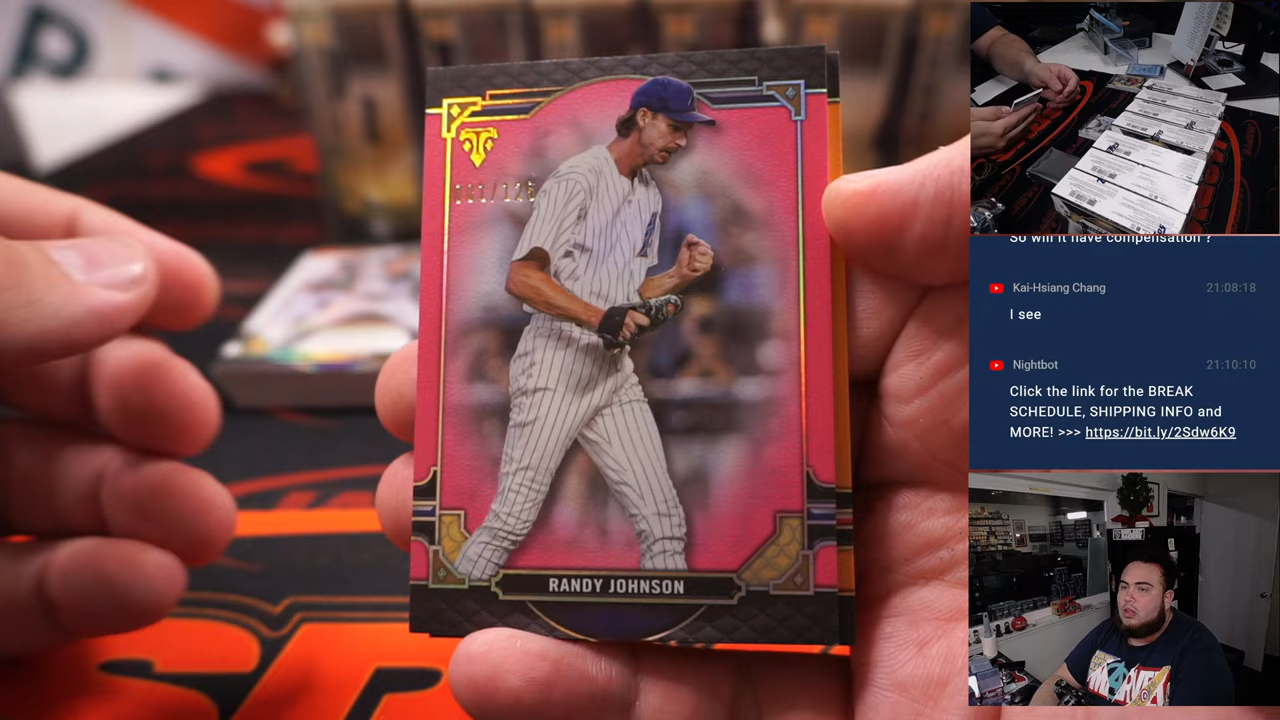 RANDY JOHNSON
So will it have compensation ?
Kai-Hsiang Chang 21:08:18
I see
Nightbot 21:10:10
Click the link for the BREAK
SCHEDULE, SHIPPING INFO and
MORE! >>> https://bit.ly/2Sdw6K9
MARVEL